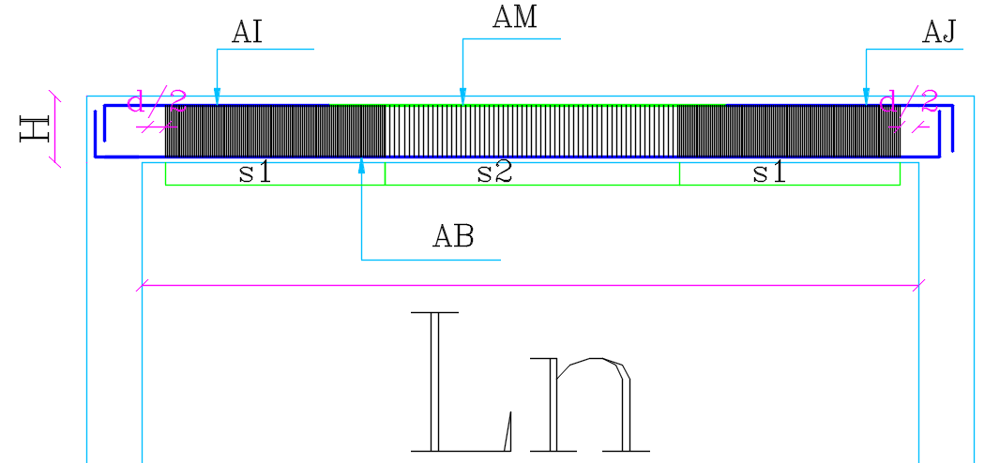 AI
AM
AJ
d/2
d/2
H
s1
s2
s1
AB
Ln